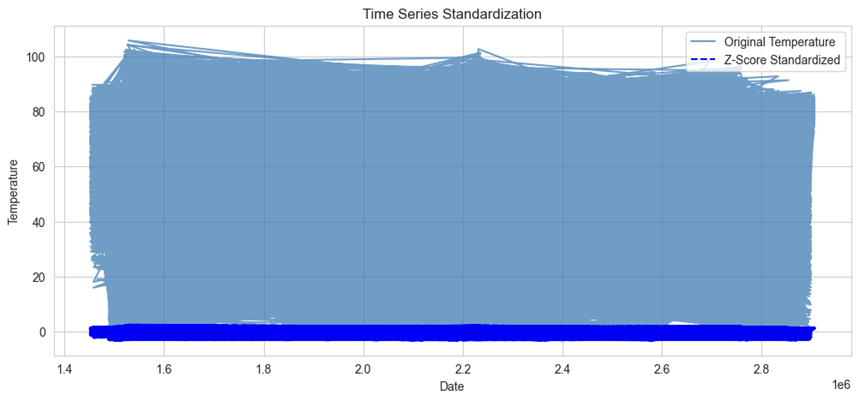 Time Series Standardization
Original Temperature
Z-Score Standardized
Temperature
100
80
60
40
20
0
1.4
1.6
1.8
2.0
2.2
2.4
2.6
2.8
1e6
Date